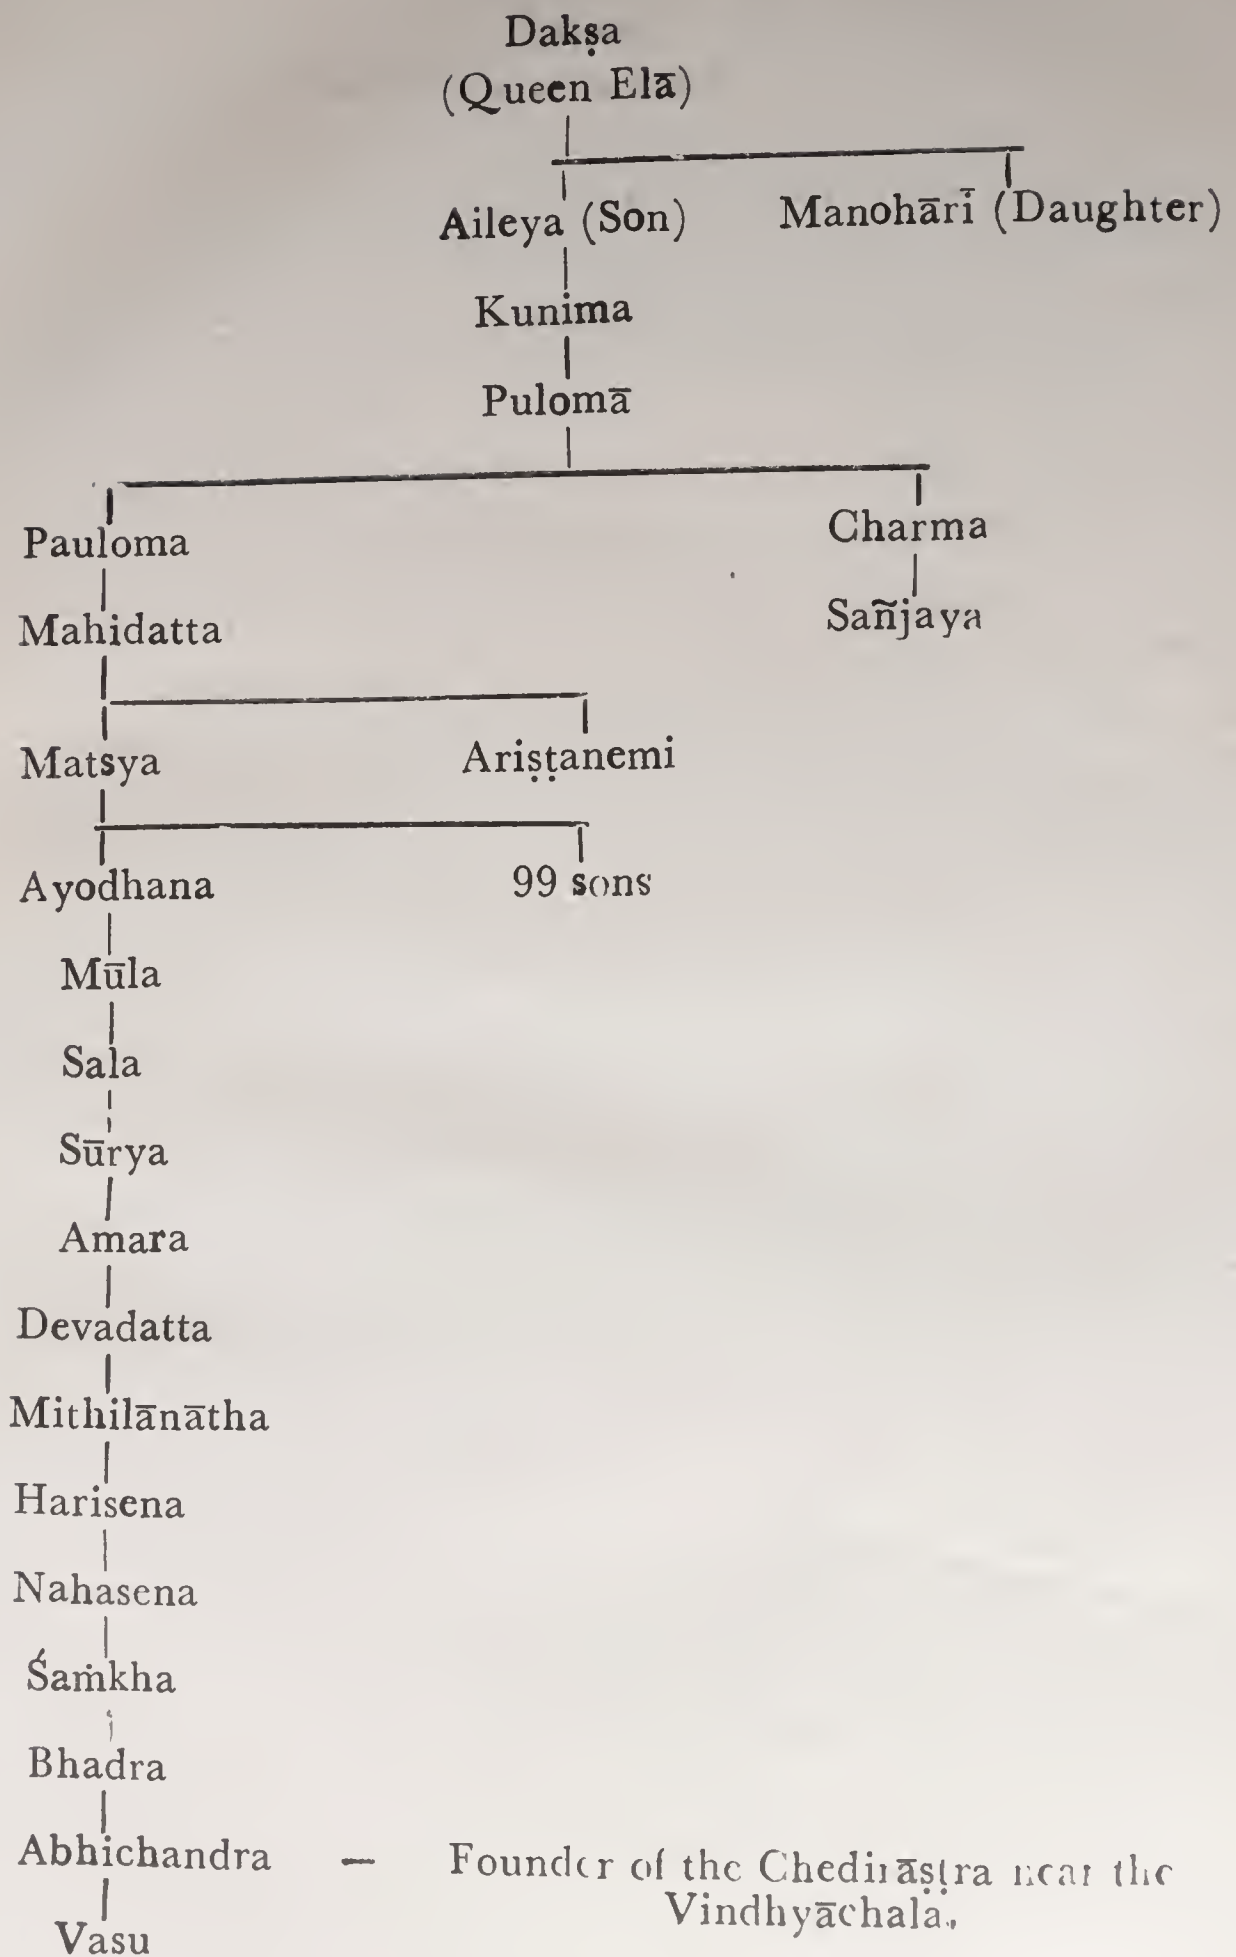 Dakṣa
(Queen Elā)
Aileya (Son) Manohārī (Daughter)
Kunima
Pulomā
Pauloma Charma
Mahidatta Sañjaya
Matsya Ariṣṭanemi
Ayodhana 99 sons
Mūla
Sala
Sūrya
Amara
Devadatta
Mithilānātha
Harisena
Nahasena
Śaṁkha
Bhadra
Abhichandra — Founder of the Chedirāṣṭra near the
Vindhyāchala.
Vasu